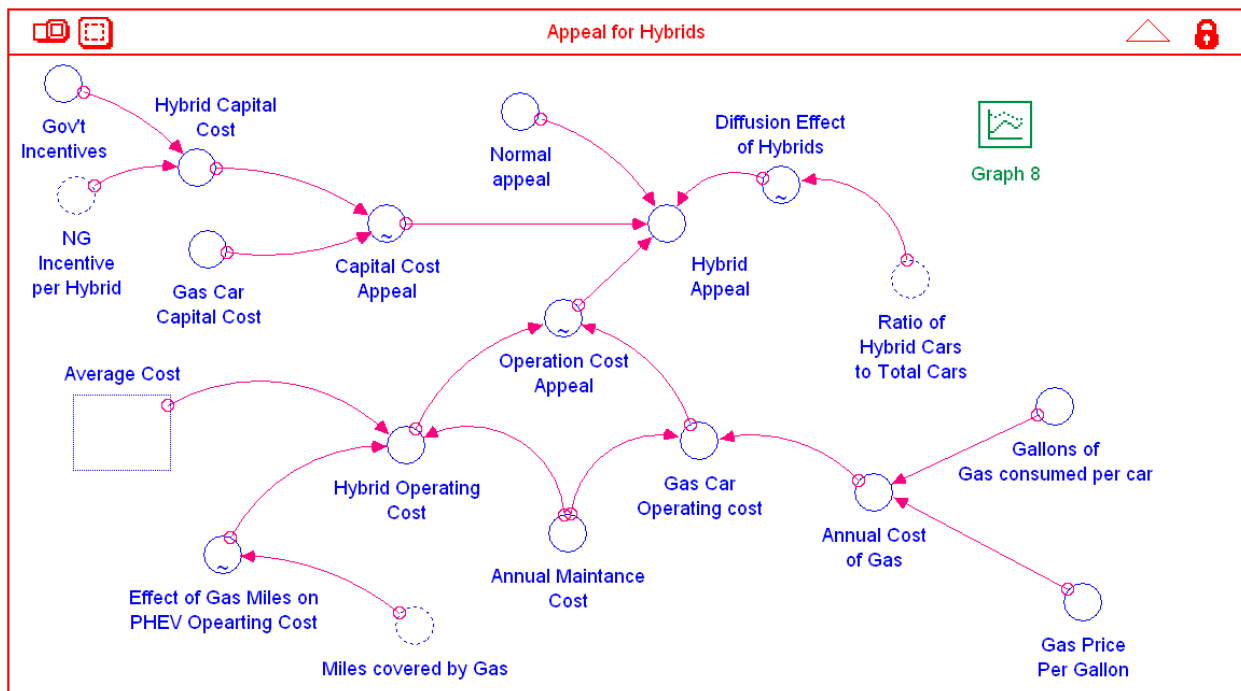 Appeal for Hybrids
Gov't
Incentives
Hybrid Capital
Cost
Normal
appeal
Diffusion Effect
of Hybrids
Graph 8
NG
Incentive
per Hybrid
Gas Car
Capital Cost
Capital Cost
Appeal
Hybrid
Appeal
Ratio of
Hybrid Cars
to Total Cars
Operation Cost
Appeal
Average Cost
Hybrid Operating
Cost
Gas Car
Operating cost
Gallons of
Gas consumed per car
Annual Cost
of Gas
Annual Maintance
Cost
Effect of Gas Miles on
PHEV Opearting Cost
Miles covered by Gas
Gas Price
Per Gallon